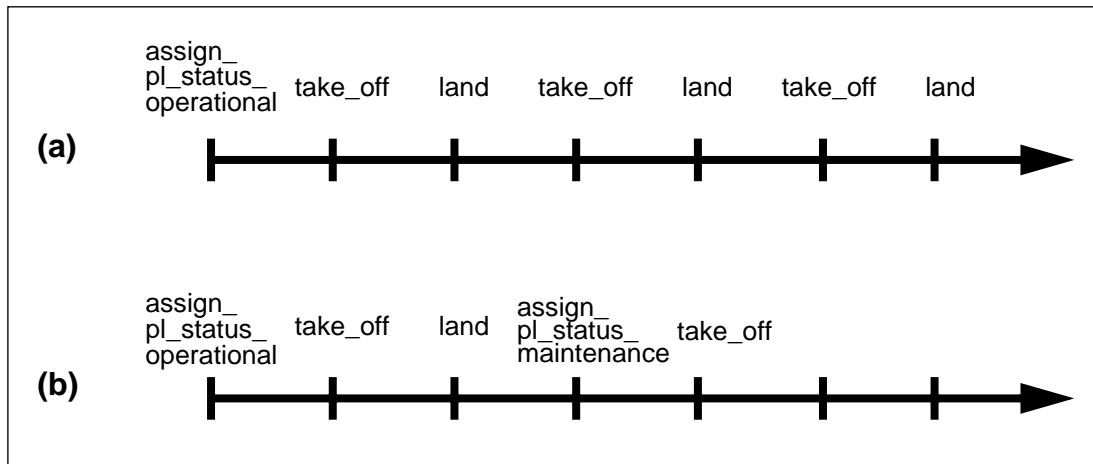 assign_
pl_status_
operational
take_off
land
take_off
land
take_off
land
(a)
assign_
pl_status_
operational
take_off
land
assign_
pl_status_
maintenance
take_off
(b)